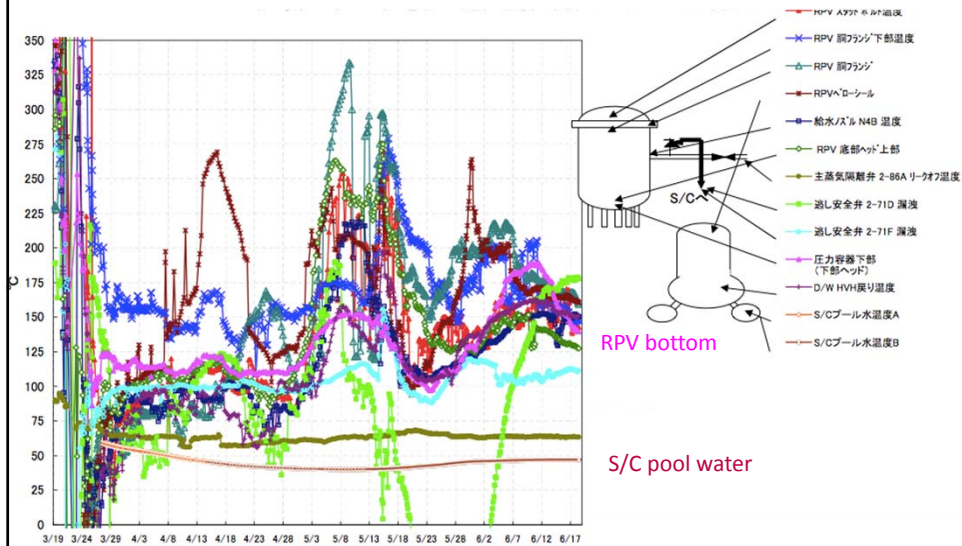 RPV スタッドボルト温度
RPV 胴フランジ下部温度
RPV 胴フランジ
RPVベローシール
給水ノズル N4B 温度
RPV 底部ヘッド上部
主蒸気隔離弁 2-86A リークオフ温度
逃し安全弁 2-71D 漏洩
逃し安全弁 2-71F 漏洩
圧力容器下部
(下部ヘッド)
D/W HVH戻り温度
S/Cプール水温度A
S/Cプール水温度B
S/Cへ
RPV bottom
S/C pool water
℃
350
325
300
275
250
225
200
175
150
125
100
75
50
25
0
3/19 3/24 3/29 4/3 4/8 4/13 4/18 4/23 4/28 5/3 5/8 5/13 5/18 5/23 5/28 6/2 6/7 6/12 6/17